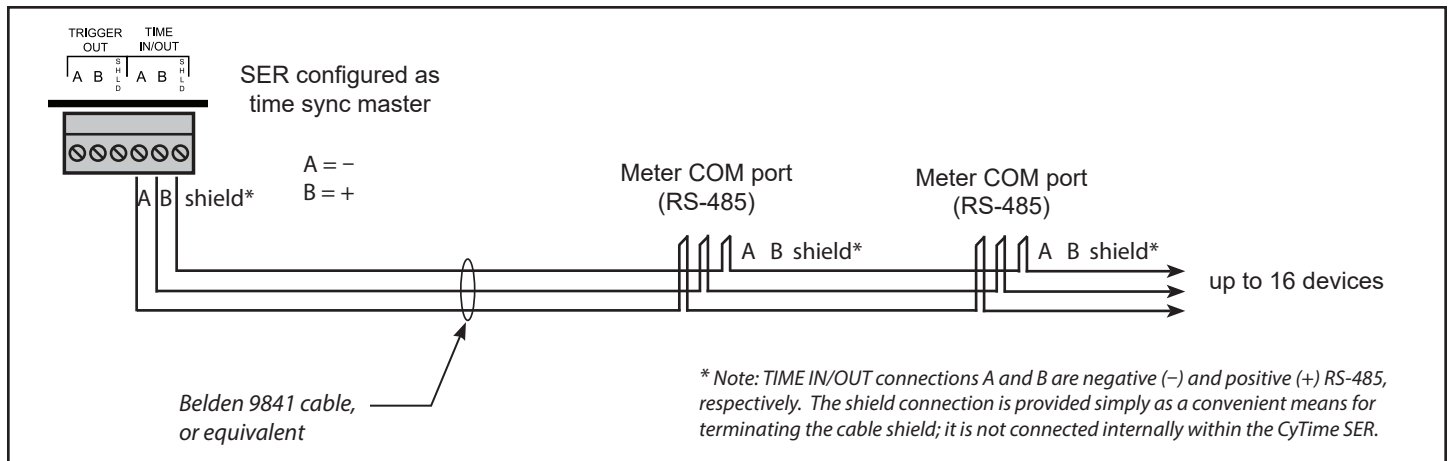 TRIGGER OUT
TIME IN/OUT
A B SHLD A B SHLD
SER configured as
time sync master
A = −
B = +
A B shield*
Meter COM port
(RS-485)
A B shield*
Meter COM port
(RS-485)
A B shield*
up to 16 devices
Belden 9841 cable,
or equivalent
* Note: TIME IN/OUT connections A and B are negative (−) and positive (+) RS-485,
respectively. The shield connection is provided simply as a convenient means for
terminating the cable shield; it is not connected internally within the CyTime SER.